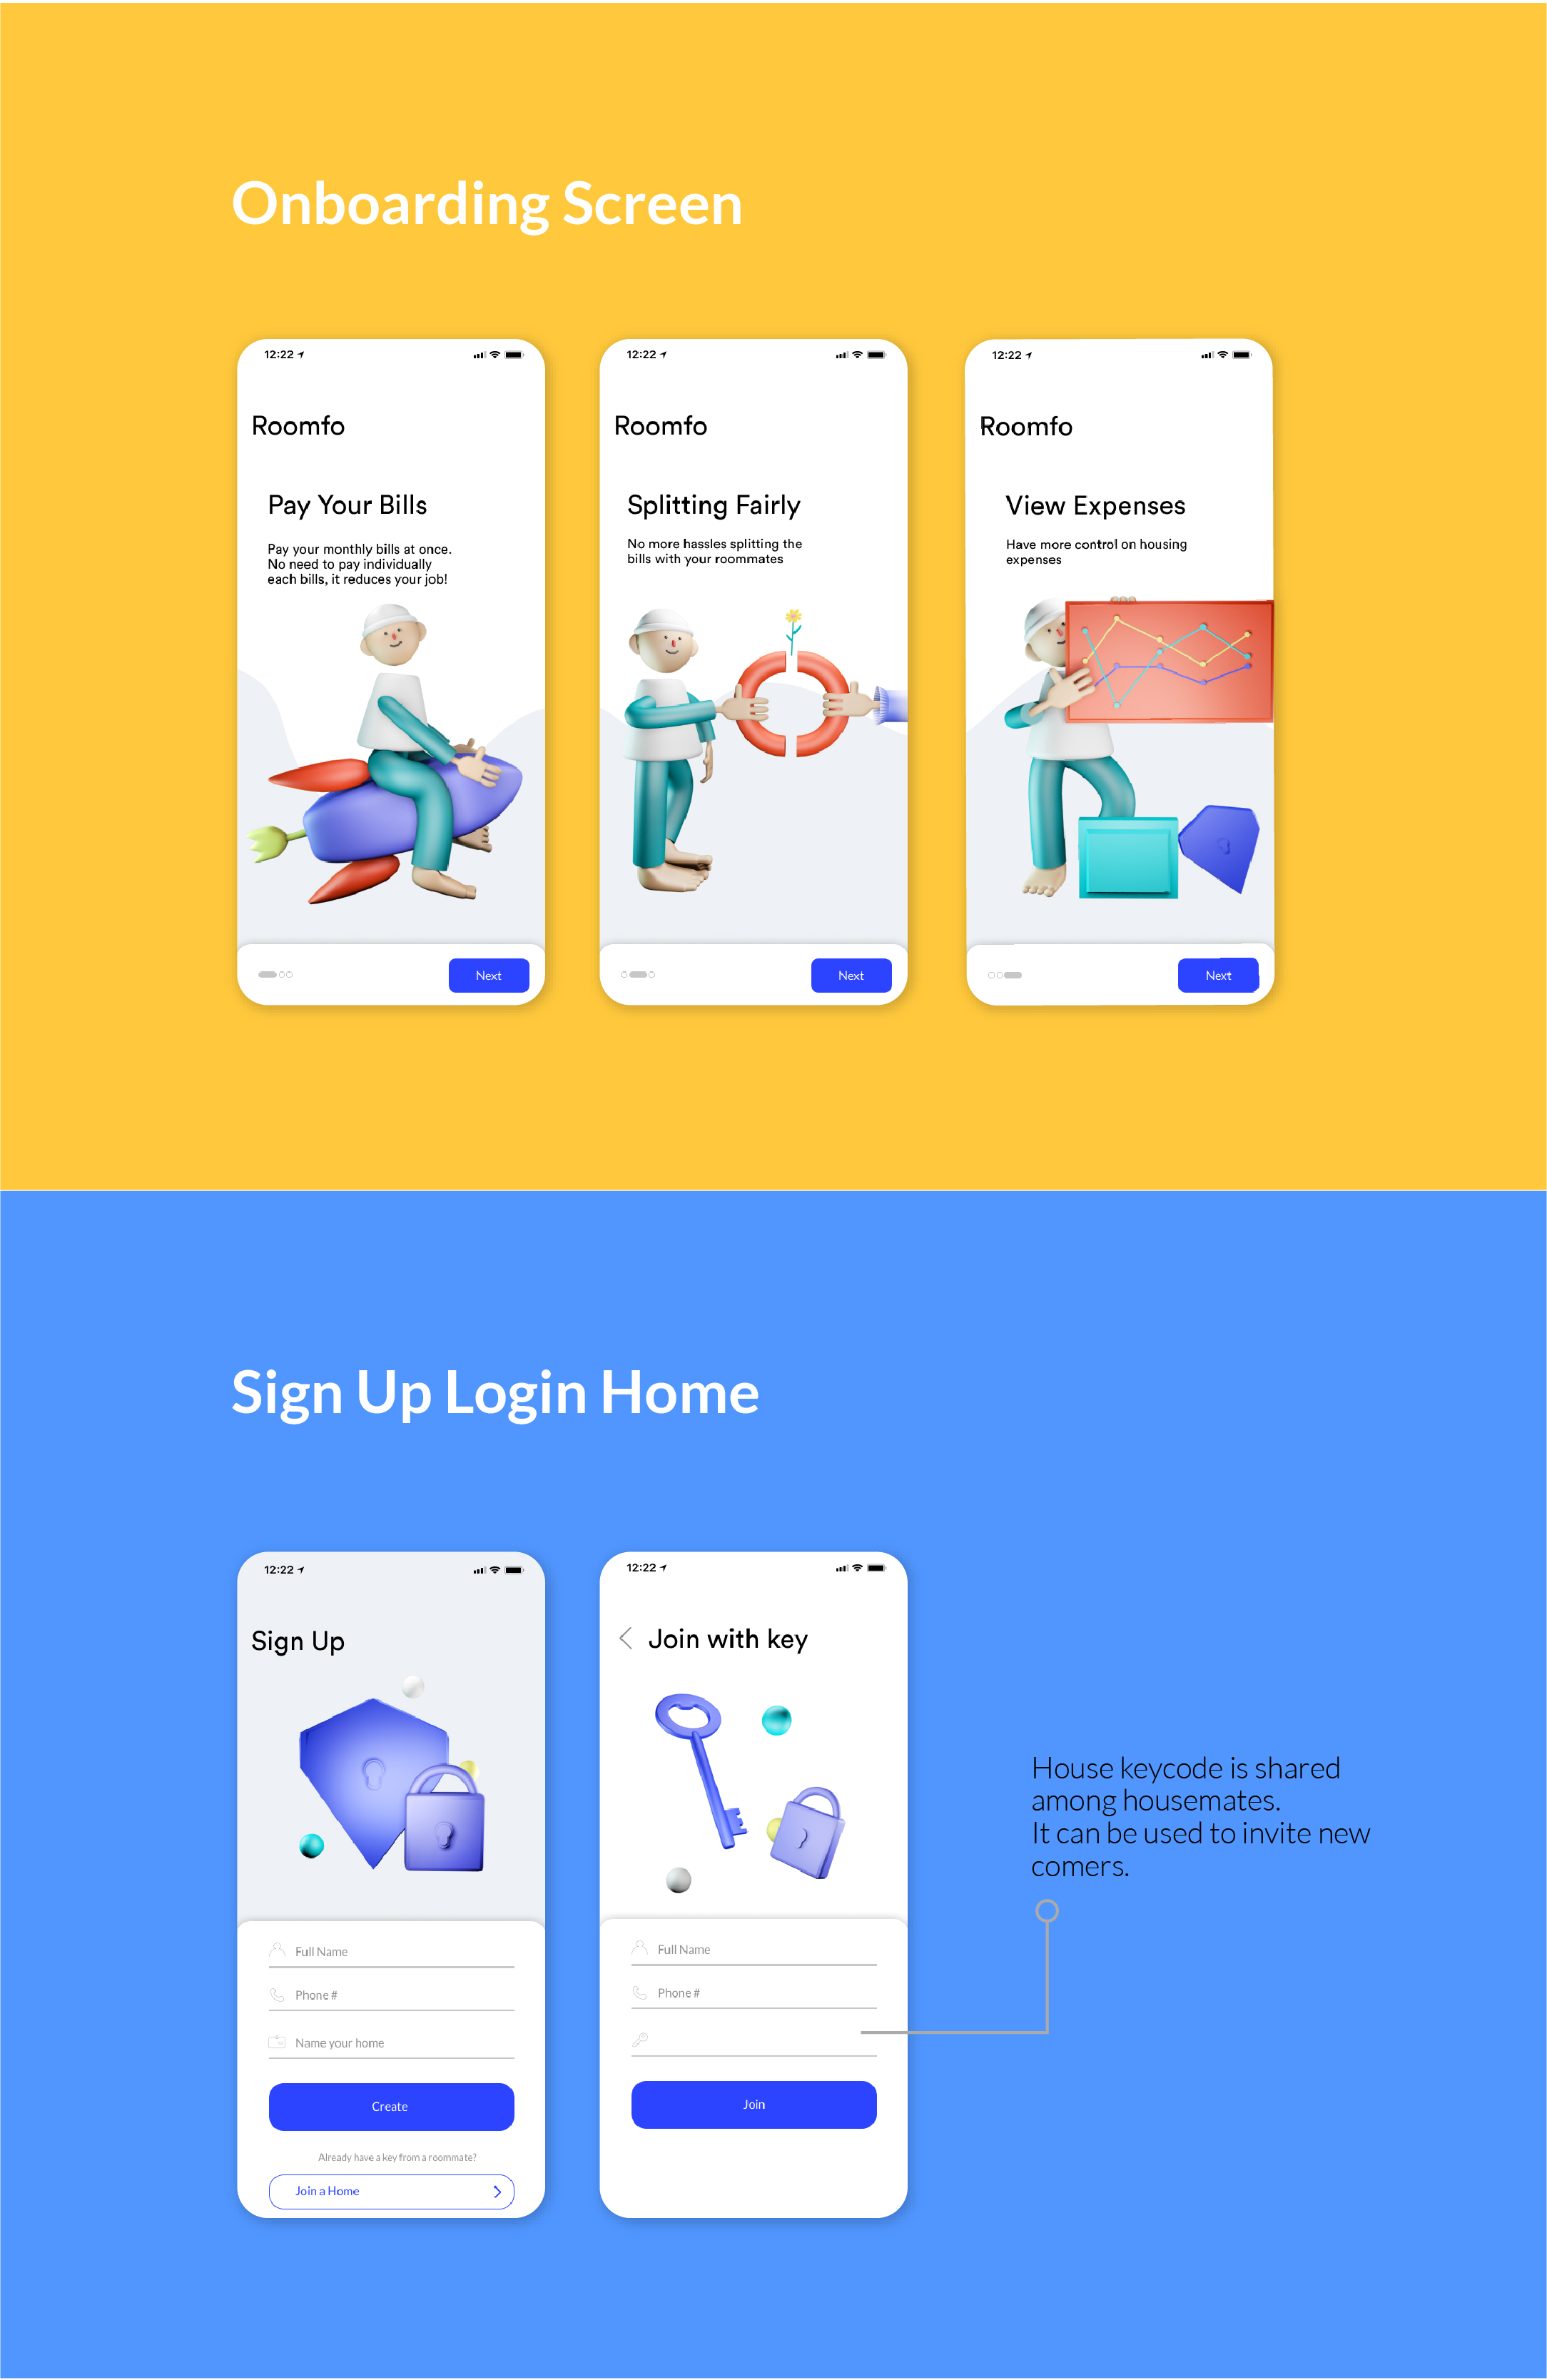 Onboarding Screen
12:22
Roomfo
Pay Your Bills
Pay your monthly bills at once.
No need to pay individually
each bills, it reduces your job!
Next
12:22
Roomfo
Splitting Fairly
No more hassles splitting the
bills with your roommates
Next
12:22
Roomfo
View Expenses
Have more control on housing
expenses
Next
Sign Up Login Home
12:22
Sign Up
Full Name
Phone #
Name your home
Create
Already have a key from a roommate?
Join a Home
12:22
Join with key
Full Name
Phone #
Join
House keycode is shared
among housemates.
It can be used to invite new
comers.